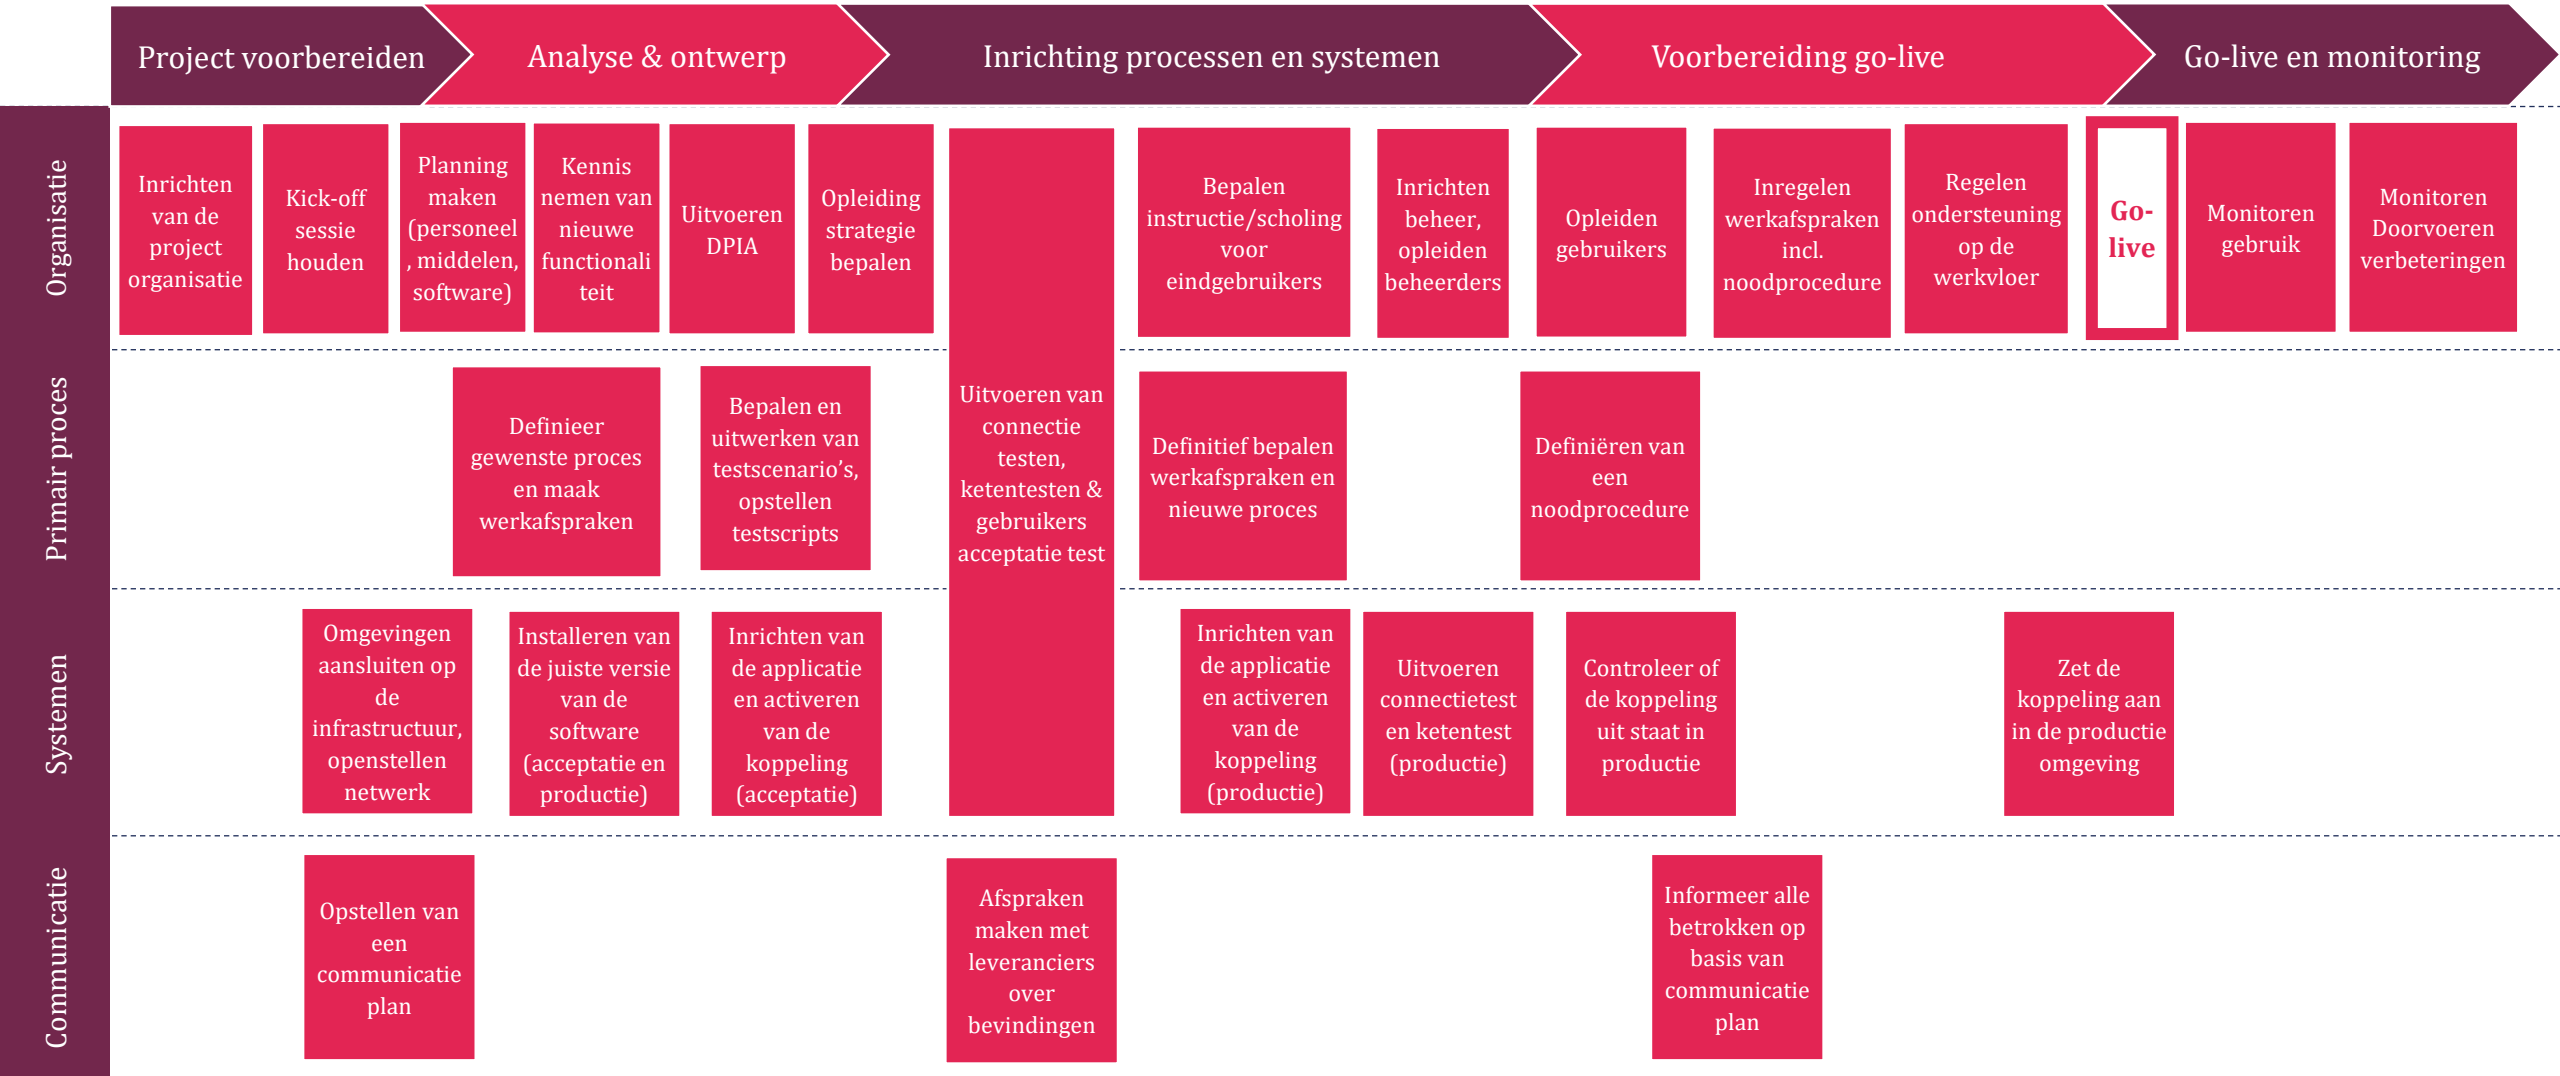 Project voorbereiden
Analyse & ontwerp
Inrichting processen en systemen
Voorbereiding go-live
Go-live en monitoring
Organisatie
Inrichten
van de
project
organisatie
Kick-off
sessie
houden
Planning
maken
(personeel
, middelen,
software)
Kennis
nemen van
nieuwe
functionali
teit
Uitvoeren
DPIA
Opleiding
strategie
bepalen
Uitvoeren van
connectie
testen,
ketentesten &
gebruikers
acceptatie test
Bepalen
instructie/scholing
voor
eindgebruikers
Inrichten
beheer,
opleiden
beheerders
Opleiden
gebruikers
Inregelen
werkafspraken
incl.
noodprocedure
Regelen
ondersteuning
op de
werkvloer
Go-
live
Monitoren
gebruik
Monitoren
Doorvoeren
verbeteringen
Primair proces
Definieer
gewenste proces
en maak
werkafspraken
Bepalen en
uitwerken van
testscenario’s,
opstellen
testscripts
Definitief bepalen
werkafspraken en
nieuwe proces
Definiëren van
een
noodprocedure
Systemen
Omgevingen
aansluiten op
de
infrastructuur,
openstellen
netwerk
Installeren van
de juiste versie
van de
software
(acceptatie en
productie)
Inrichten van
de applicatie
en activeren
van de
koppeling
(acceptatie)
Inrichten van
de applicatie
en activeren
van de
koppeling
(productie)
Uitvoeren
connectietest
en ketentest
(productie)
Controleer of
de koppeling
uit staat in
productie
Zet de
koppeling aan
in de productie
omgeving
Communicatie
Opstellen van
een
communicatie
plan
Afspraken
maken met
leveranciers
over
bevindingen
Informeer alle
betrokken op
basis van
communicatie
plan